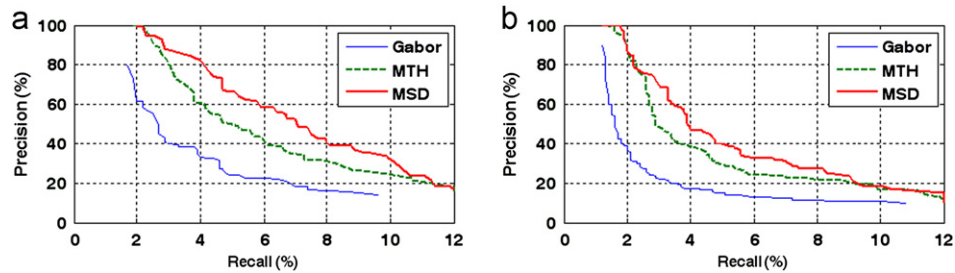 a
Precision (%)
100
80
60
40
20
0
0 2 4 6 8 10 12
Recall (%)
Gabor
MTH
MSD
b
Precision (%)
100
80
60
40
20
0
0 2 4 6 8 10 12
Recall (%)
Gabor
MTH
MSD